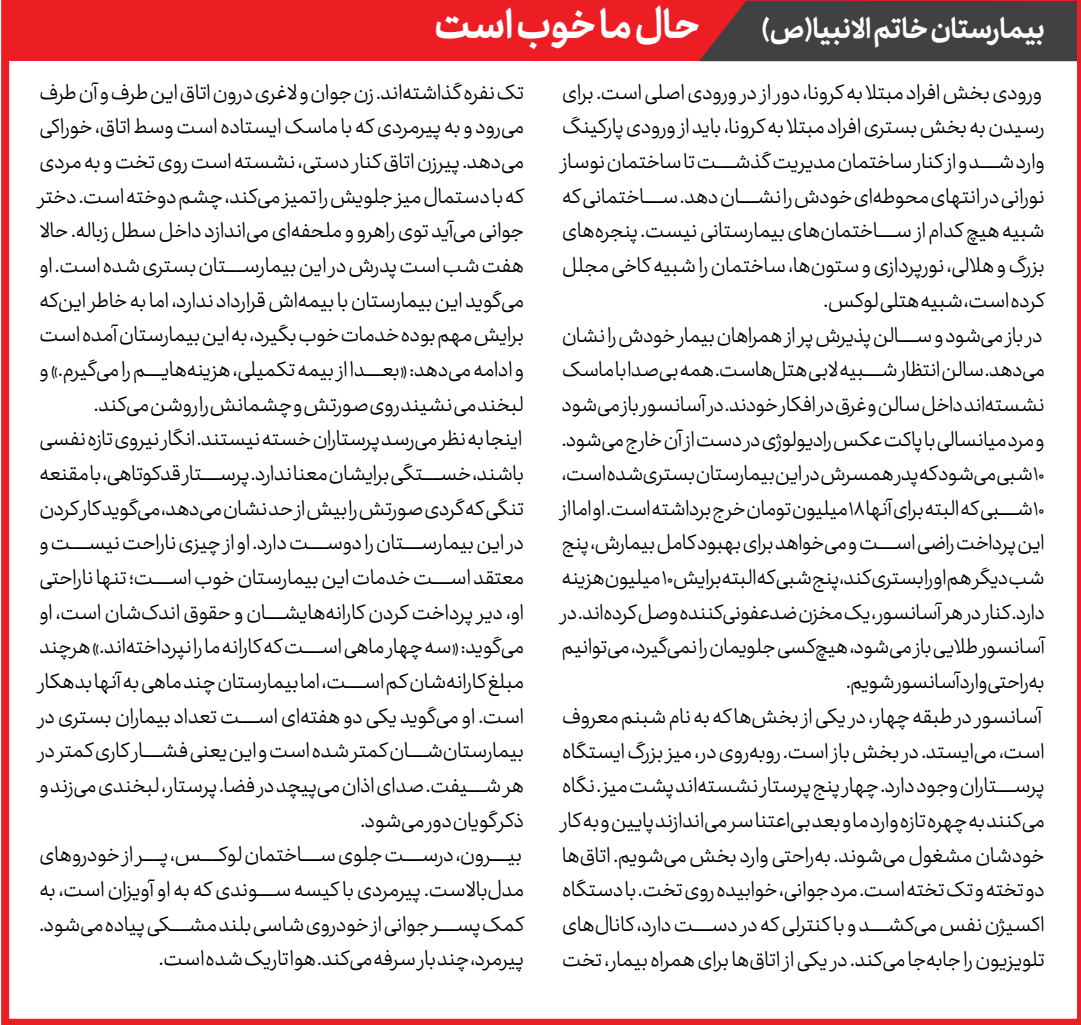 بیمارستان خاتم الانبیا(ص)
حال ما خوب است
ورودی بخش افراد مبتلا به کرونا، دور از در ورودی اصلی است. برای
رسیدن به بخش بستری افراد مبتلا به کرونا، باید از ورودی پارکینگ
وارد شد و از کنار ساختمان مدیریت گذشت تا ساختمان نوساز
نورانی در انتهای محوطه‌ای خودش را نشان دهد. ساختمانی که
شبیه هیچ کدام از ساختمان‌های بیمارستانی نیست. پنجره‌های
بزرگ و هلالی، نورپردازی و ستون‌ها، ساختمان را شبیه کاخی مجلل
کرده است، شبیه هتلی لوکس.
در باز می‌شود و سالن پذیرش پر از همراهان بیمار خودش را نشان
می‌دهد. سالن انتظار شبیه لابی هتل‌هاست. همه بی‌صدا با ماسک
نشسته‌اند داخل سالن و غرق در افکار خودند. در آسانسور باز می‌شود
و مرد میانسالی با پاکت عکس رادیولوژی در دست از آن خارج می‌شود.
۱۰شبی می‌شود که پدر همسرش در این بیمارستان بستری شده است،
۱۰شبی که البته برای آنها ۱۸میلیون تومان خرج برداشته است. او اما از
این پرداخت راضی است و می‌خواهد برای بهبود کامل بیمارش، پنج
شب دیگر هم او را بستری کند، پنج شبی که البته برایش ۱۰ میلیون هزینه
دارد. کنار در هر آسانسور، یک مخزن ضدعفونی‌کننده وصل کرده‌اند. در
آسانسور طلایی باز می‌شود، هیچ‌کسی جلویمان را نمی‌گیرد، می‌توانیم
به‌راحتی وارد آسانسور شویم.
آسانسور در طبقه چهار، در یکی از بخش‌ها که به نام شبنم معروف
است، می‌ایستد. در بخش باز است. روبه‌روی در، میز بزرگ ایستگاه
پرستاران وجود دارد. چهار پنج پرستار نشسته‌اند پشت میز. نگاه
می‌کنند به چهره تازه وارد ما و بعد بی‌اعتنا سر می‌اندازند پایین و به کار
خودشان مشغول می‌شوند. به‌راحتی وارد بخش می‌شویم. اتاق‌ها
دو تخته و تک تخته است. مرد جوانی، خوابیده روی تخت. با دستگاه
اکسیژن نفس می‌کشد و با کنترلی که در دست دارد، کانال‌های
تلویزیون را جابه‌جا می‌کند. در یکی از اتاق‌ها برای همراه بیمار، تخت
تک نفره گذاشته‌اند. زن جوان و لاغری درون اتاق این طرف و آن طرف
می‌رود و به پیرمردی که با ماسک ایستاده است وسط اتاق، خوراکی
می‌دهد. پیرزن اتاق کنار دستی، نشسته است روی تخت و به مردی
که با دستمال میز جلویش را تمیز می‌کند، چشم دوخته است. دختر
جوانی می‌آید توی راهرو و ملحفه‌ای می‌اندازد داخل سطل زباله. حالا
هفت شب است پدرش در این بیمارستان بستری شده است. او
می‌گوید این بیمارستان با بیمه‌اش قرارداد ندارد، اما به خاطر این‌که
برایش مهم بوده خدمات خوب بگیرد، به این بیمارستان آمده است
و ادامه می‌دهد: «بعدا از بیمه تکمیلی، هزینه‌هایم را می‌گیرم.» و
لبخند می نشیند روی صورتش و چشمانش را روشن می‌کند.
اینجا به نظر می‌رسد پرستاران خسته نیستند. انگار نیروی تازه نفسی
باشند، خستگی برایشان معنا ندارد. پرستار قدکوتاهی، با مقنعه
تنگی که گردی صورتش را بیش از حد نشان می‌دهد، می‌گوید کار کردن
در این بیمارستان را دوست دارد. او از چیزی ناراحت نیست و
معتقد است خدمات این بیمارستان خوب است؛ تنها ناراحتی
او، دیر پرداخت کردن کارانه‌هایشان و حقوق اندک‌شان است، او
می‌گوید: «سه چهار ماهی است که کارانه ما را نپرداخته‌اند.» هرچند
مبلغ کارانه‌شان کم است، اما بیمارستان چند ماهی به آنها بدهکار
است. او می‌گوید یکی دو هفته‌ای است تعداد بیماران بستری در
بیمارستان‌شان کمتر شده است و این یعنی فشار کاری کمتر در
هر شیفت. صدای اذان می‌پیچد در فضا. پرستار، لبخندی می‌زند و
ذکرگویان دور می‌شود.
بیرون، درست جلوی ساختمان لوکس، پر از خودروهای
مدل‌بالاست. پیرمردی با کیسه سوندی که به او آویزان است، به
کمک پسر جوانی از خودروی شاسی بلند مشکی پیاده می‌شود.
پیرمرد، چند بار سرفه می‌کند. هوا تاریک شده است.